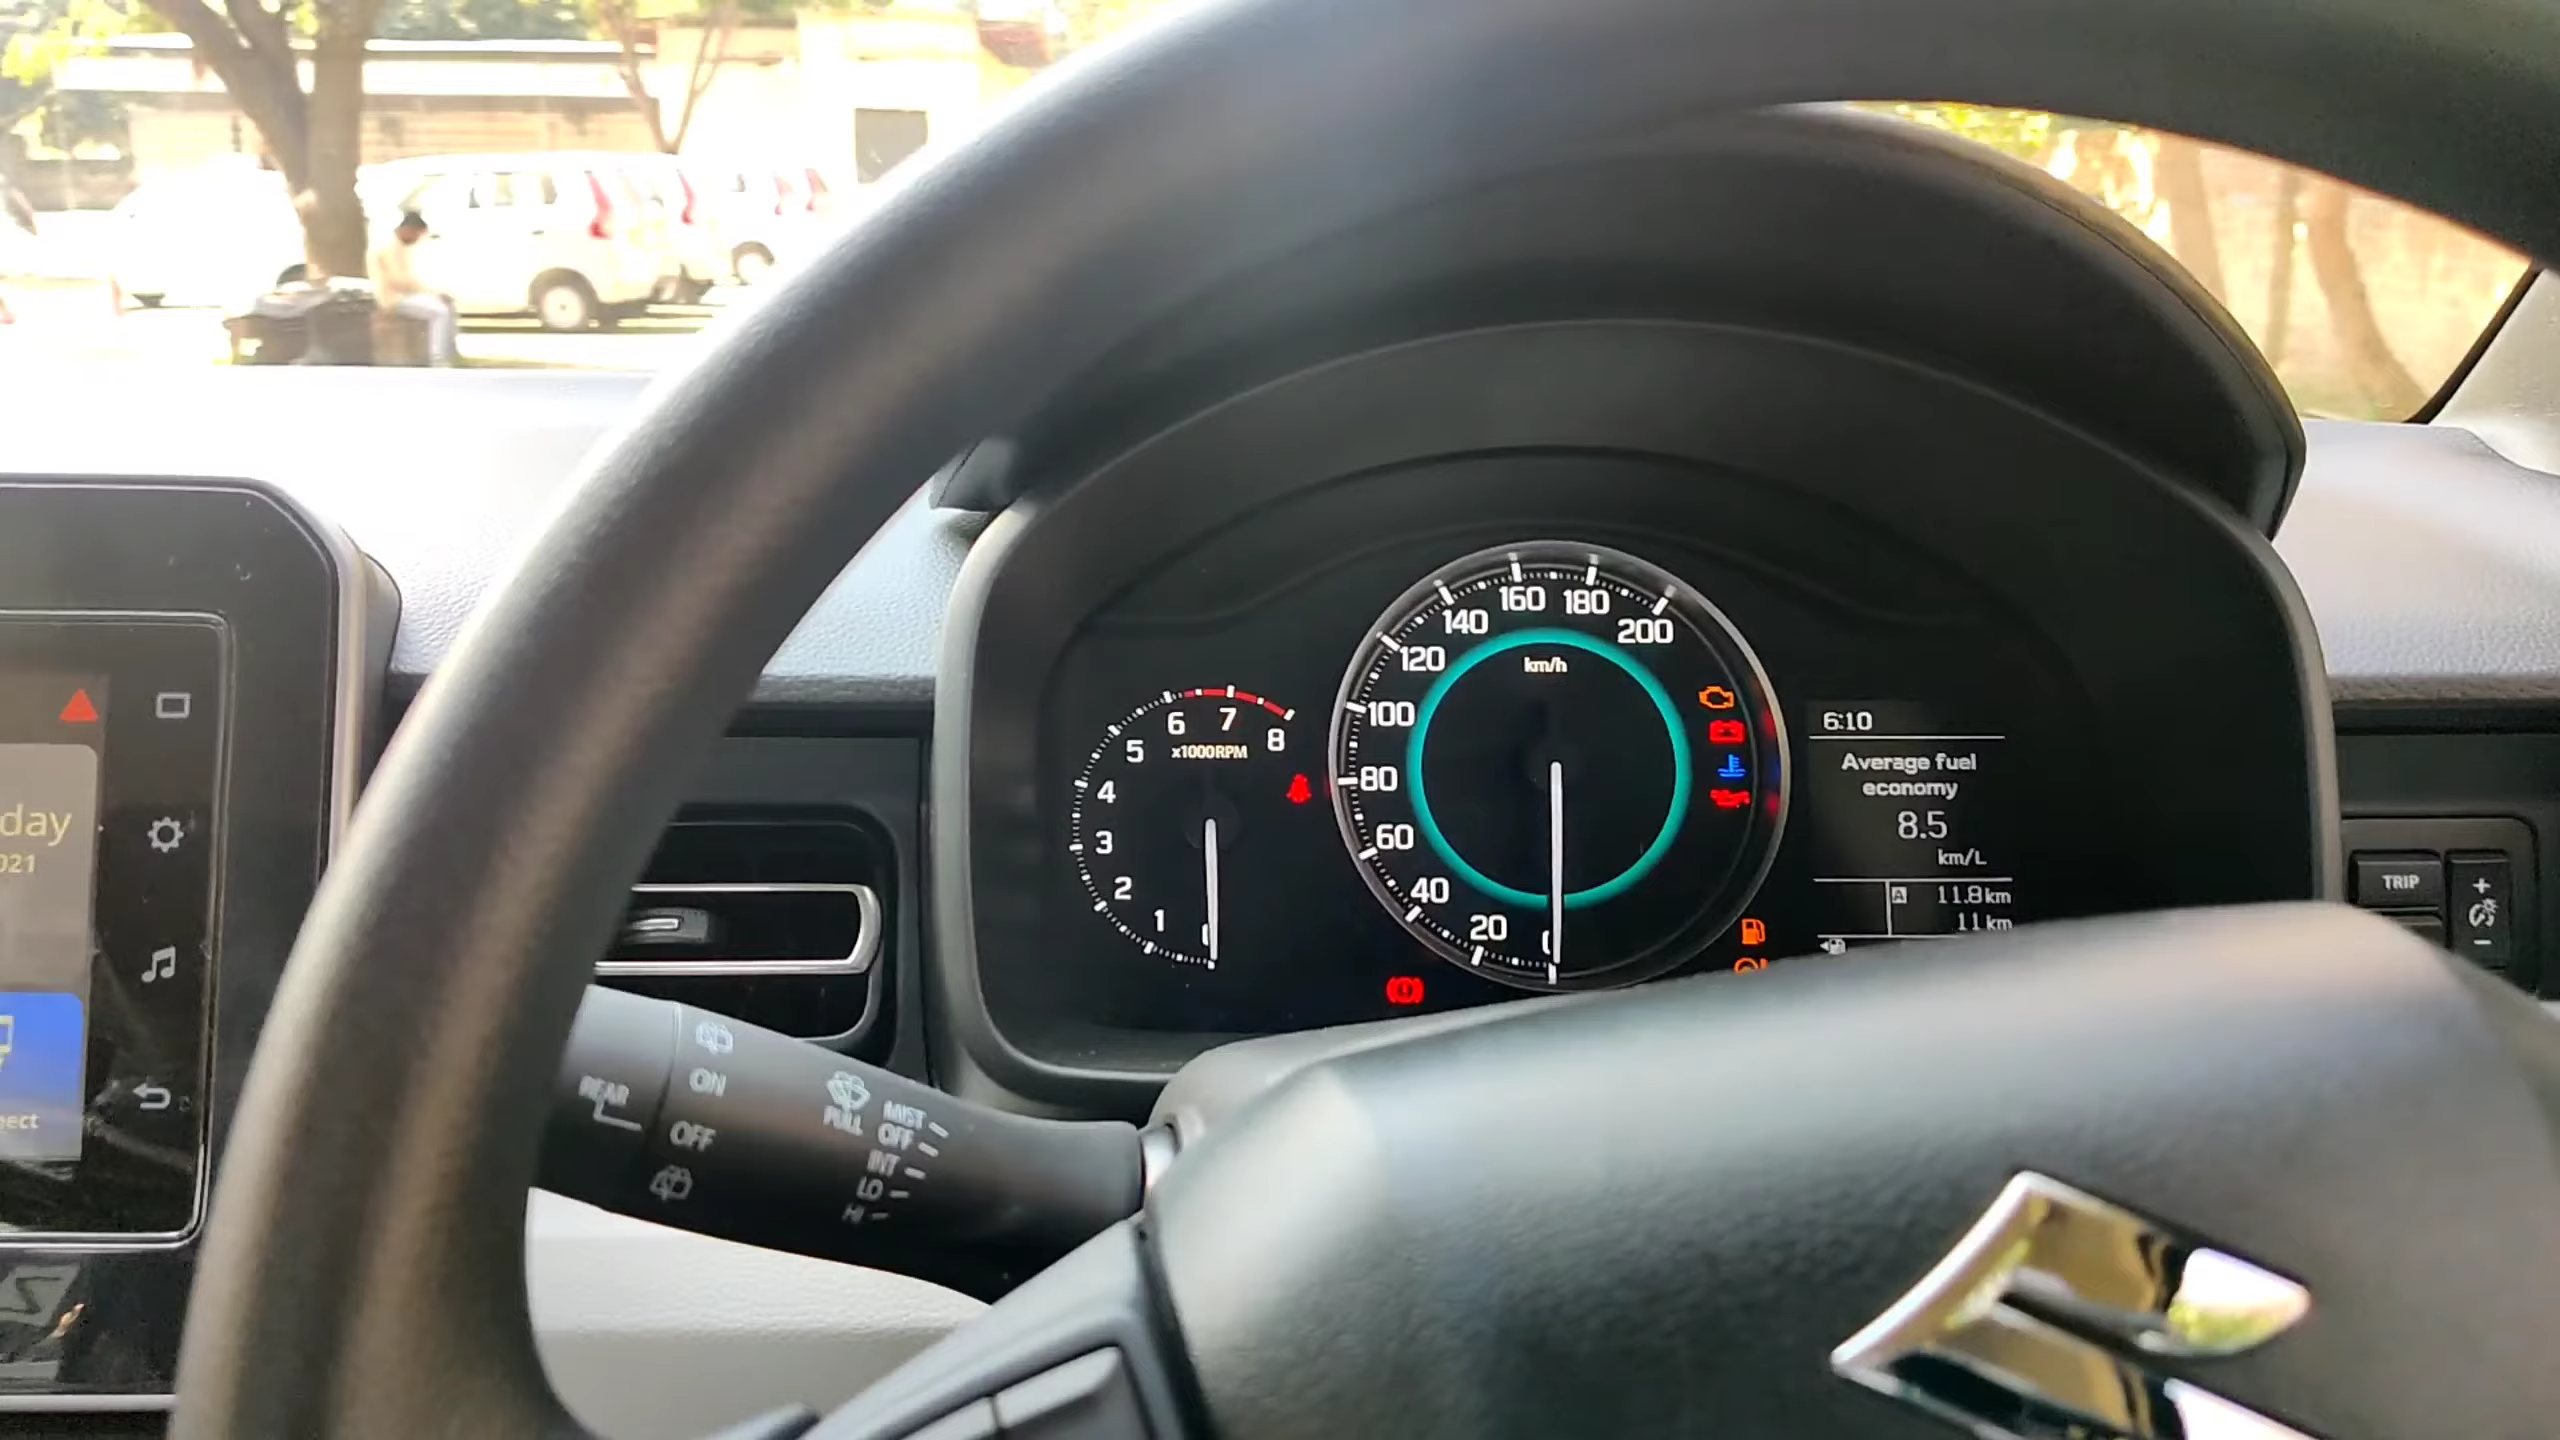 day
021
ect
REAR
ON
OFF
PULL
MIST
OFF
INT
LO
HI
1
2
3
4
5
6
7
8
x1000RPM
20
40
60
80
100
120
140
160
180
200
km/h
6:10
Average fuel
economy
8.5
km/L
A 11.8 km
11 km
TRIP
+
-